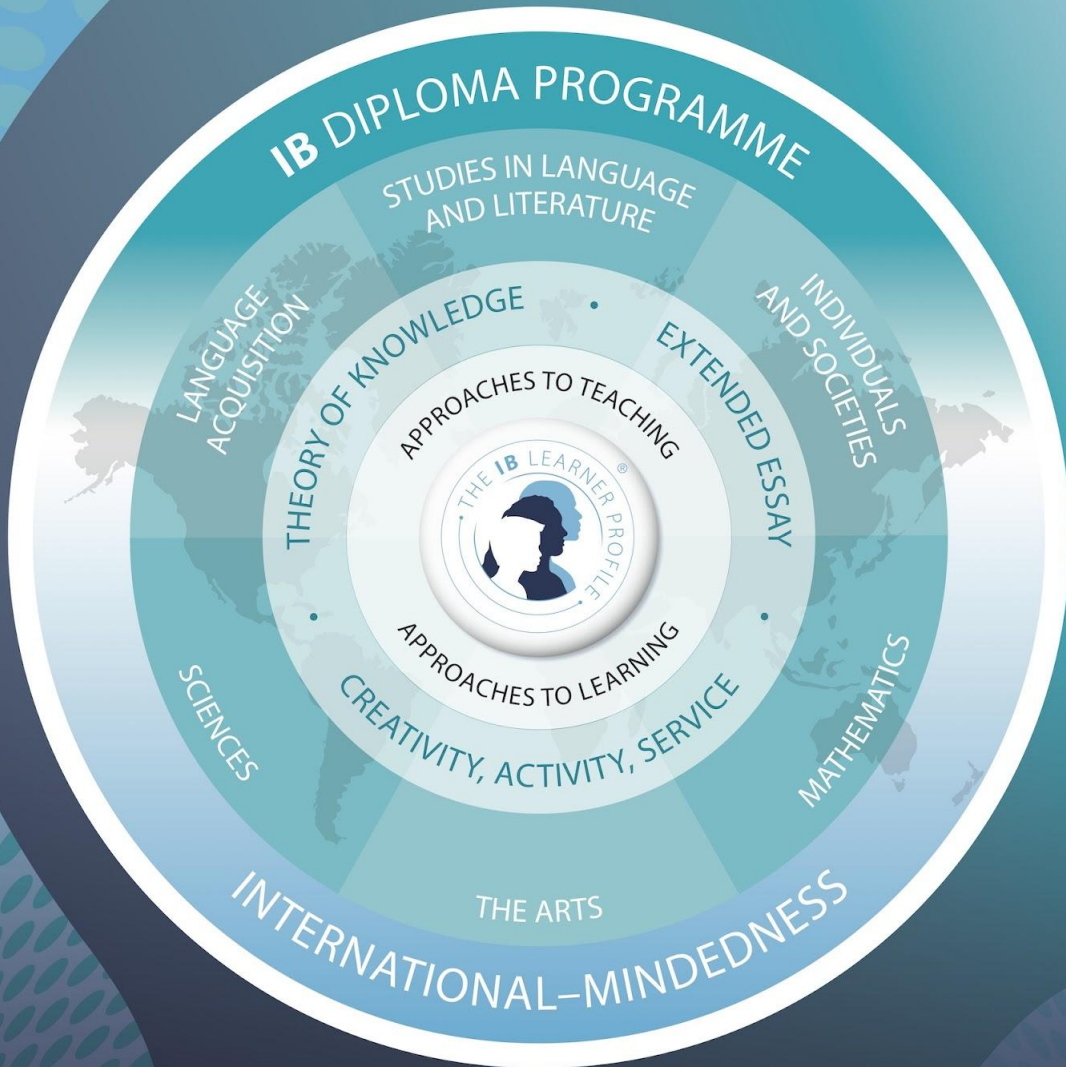 IB DIPLOMA PROGRAMME
STUDIES IN LANGUAGE
AND LITERATURE
LANGUAGE
ACQUISITION
INDIVIDUALS
AND SOCIETIES
THEORY OF KNOWLEDGE
•
EXTENDED ESSAY
APPROACHES TO TEACHING
• THE IB LEARNER PROFILE® •
APPROACHES TO LEARNING
•
CREATIVITY, ACTIVITY, SERVICE
•
SCIENCES
MATHEMATICS
THE ARTS
INTERNATIONAL–MINDEDNESS